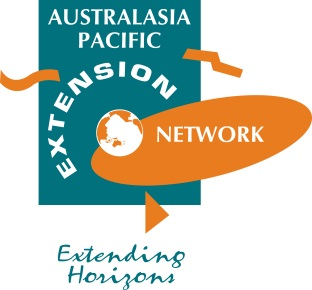 AUSTRALASIA
PACIFIC
EXTENSION
NETWORK
Extending
Horizons